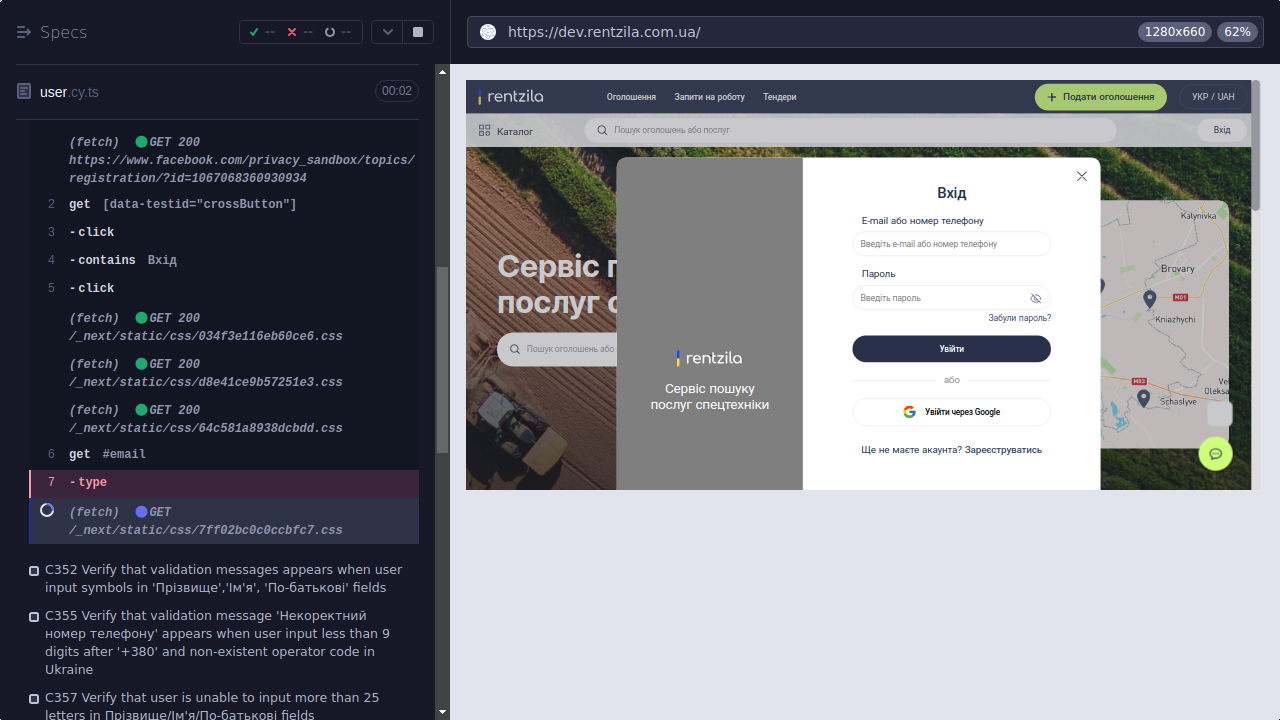 Specs
--
--
--
user.cy.ts
00:02
(fetch) GET 200
https://www.facebook.com/privacy_sandbox/topics/
registration/?id=1067068360930934
2 get [data-testid="crossButton"]
3 -click
4 -contains Вхід
5 -click
(fetch) GET 200
/_next/static/css/034f3e116eb60ce6.css
(fetch) GET 200
/_next/static/css/d8e41ce9b57251e3.css
(fetch) GET 200
/_next/static/css/64c581a8938dcbdd.css
6 get #email
7 -type
(fetch) GET
/_next/static/css/7ff02bc0c0ccbfc7.css
C352 Verify that validation messages appears when user
input symbols in 'Прізвище','Ім'я', 'По-батькові' fields
C355 Verify that validation message 'Некоректний
номер телефону' appears when user input less than 9
digits after '+380' and non-existent operator code in
Ukraine
C357 Verify that user is unable to input more than 25
letters in Прізвище/Ім'я/По-батькові fields
https://dev.rentzila.com.ua/
1280x660
62%
rentzila
Оголошення
Запити на роботу
Тендери
Подати оголошення
УКР / UAH
Каталог
Пошук оголошень або послуг
Вхід
Сервіс п
послуг с
Пошук оголошень або
rentzila
Сервіс пошуку
послуг спецтехніки
Вхід
E-mail або номер телефону
Введіть e-mail або номер телефону
Пароль
Введіть пароль
Забули пароль?
Увійти
або
Увійти через Google
Ще не маєте акаунта? Зареєструватись
Kalynivka
Brovary
M01
Kniazhychi
M03
Vel
Oleksa
Schaslyve